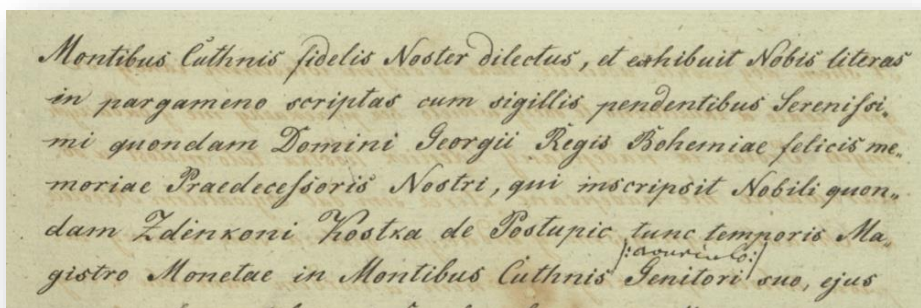 Montibus Cuthnis fidelis Noster dilectus, et exhibuit Nobis literas
in pargameno scriptas cum sigillis pendentibus Serenissi„
mi quondam Domini Georgii Regis Bohemiae felicis me„
moriae Praedecessoris Nostri, qui inscripsit Nobili quon„
dam Zdenkoni Kostka de Postupic tunc temporis Ma„
gistro Monetae in Montibus Cuthnis Genitori suo, ejus